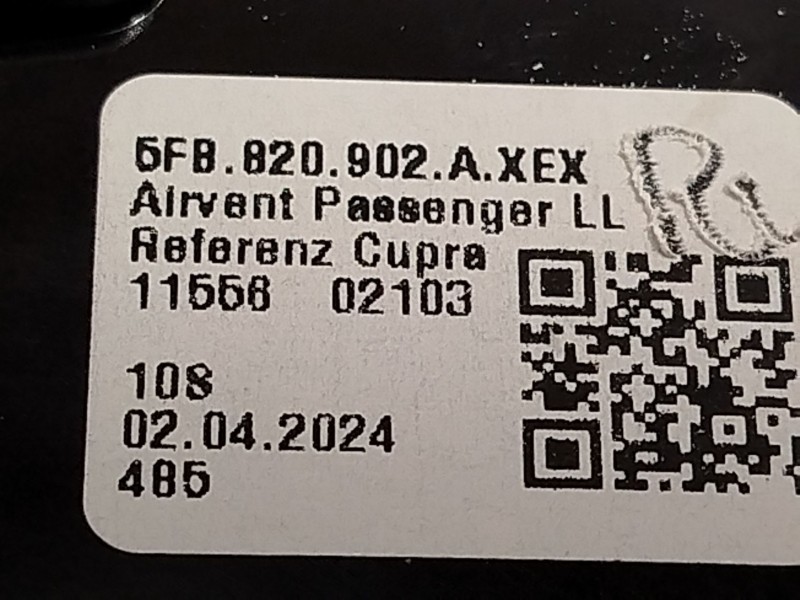 5FB.820.902.A.XEX
Airvent Passenger LL
Referenz Cupra
11556 02103
108
02.04.2024
485